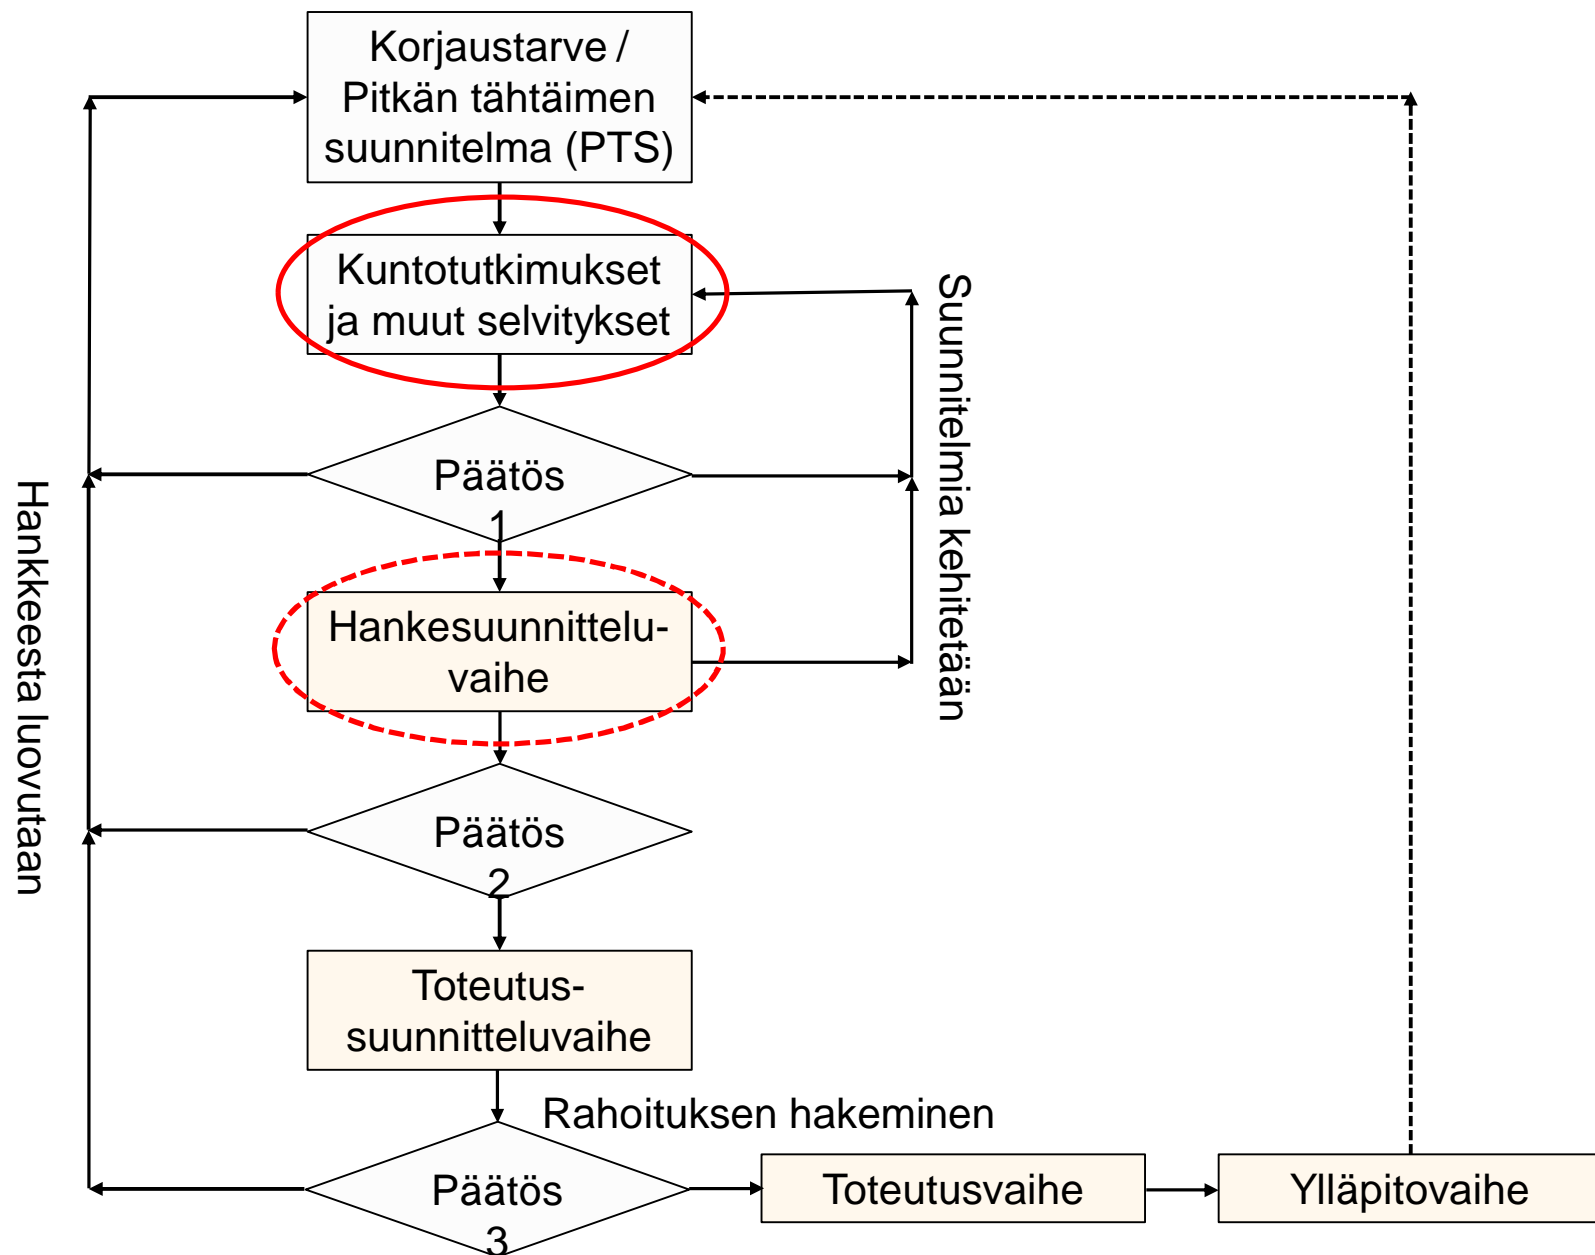 Korjaustarve /
Pitkän tähtäimen
suunnitelma (PTS)
Kuntotutkimukset
ja muut selvitykset
Suunnitelmia kehitetään
Päätös
1
Hankkeesta luovutaan
Hankesuunnittelu-
vaihe
Päätös
2
Toteutus-
suunnitteluvaihe
Rahoituksen hakeminen
Päätös
3
Toteutusvaihe
Ylläpitovaihe